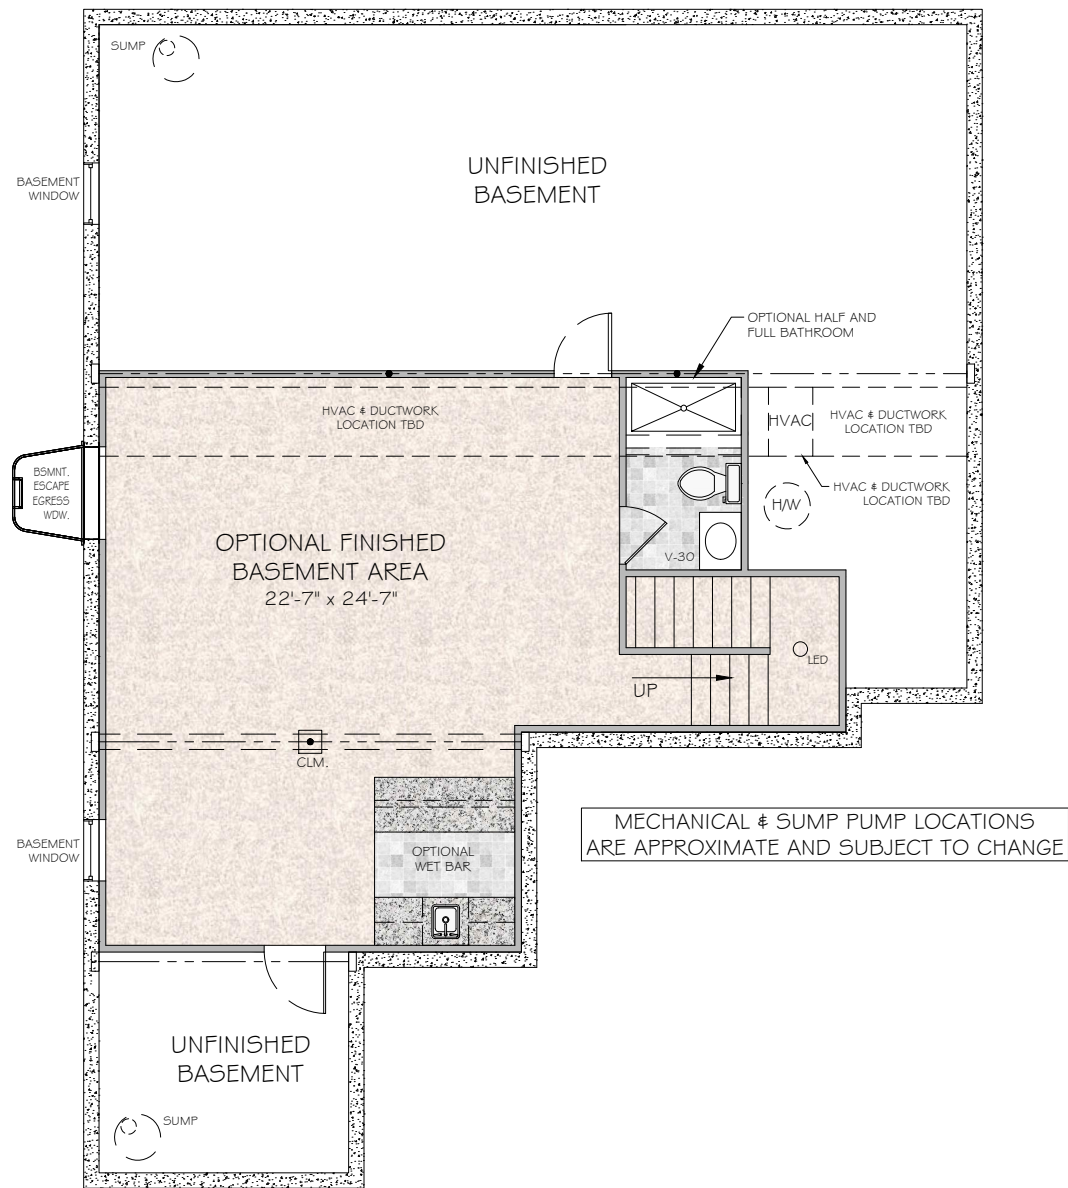 SUMP
UNFINISHED
BASEMENT
BASEMENT
WINDOW
OPTIONAL HALF AND
FULL BATHROOM
HVAC & DUCTWORK
LOCATION TBD
HVAC
HVAC & DUCTWORK
LOCATION TBD
BSMNT.
ESCAPE
EGRESS
WDW.
HVAC & DUCTWORK
LOCATION TBD
H/W
OPTIONAL FINISHED
BASEMENT AREA
22'-7" x 24'-7"
V-30
LED
UP
CLM.
MECHANICAL & SUMP PUMP LOCATIONS
ARE APPROXIMATE AND SUBJECT TO CHANGE
BASEMENT
WINDOW
OPTIONAL
WET BAR
UNFINISHED
BASEMENT
SUMP